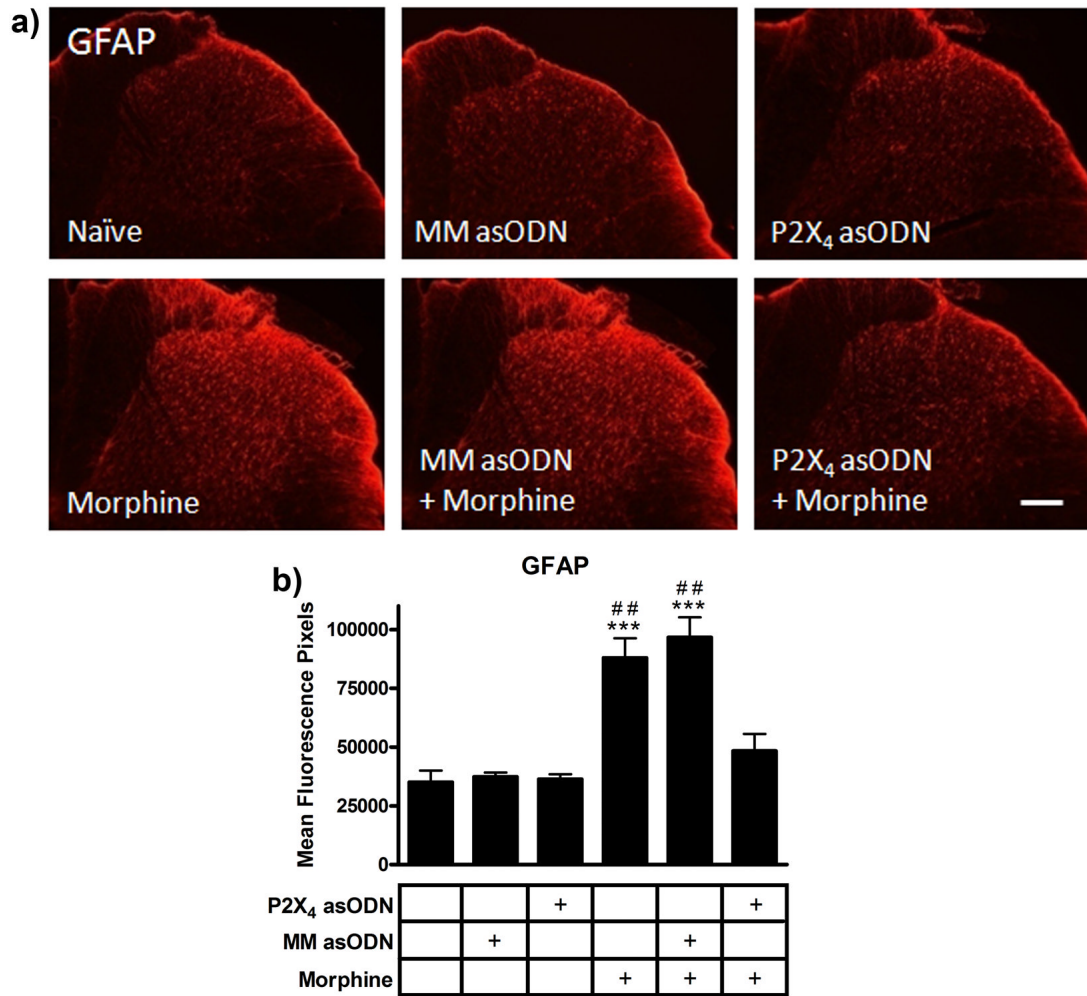 a)
GFAP
Naïve
MM asODN
P2X₄ asODN
Morphine
MM asODN
+ Morphine
P2X₄ asODN
+ Morphine
b)
GFAP
Mean Fluorescence Pixels
100000
75000
50000
25000
0
##
***
##
***
P2X₄ asODN + +
MM asODN + +
Morphine + + +